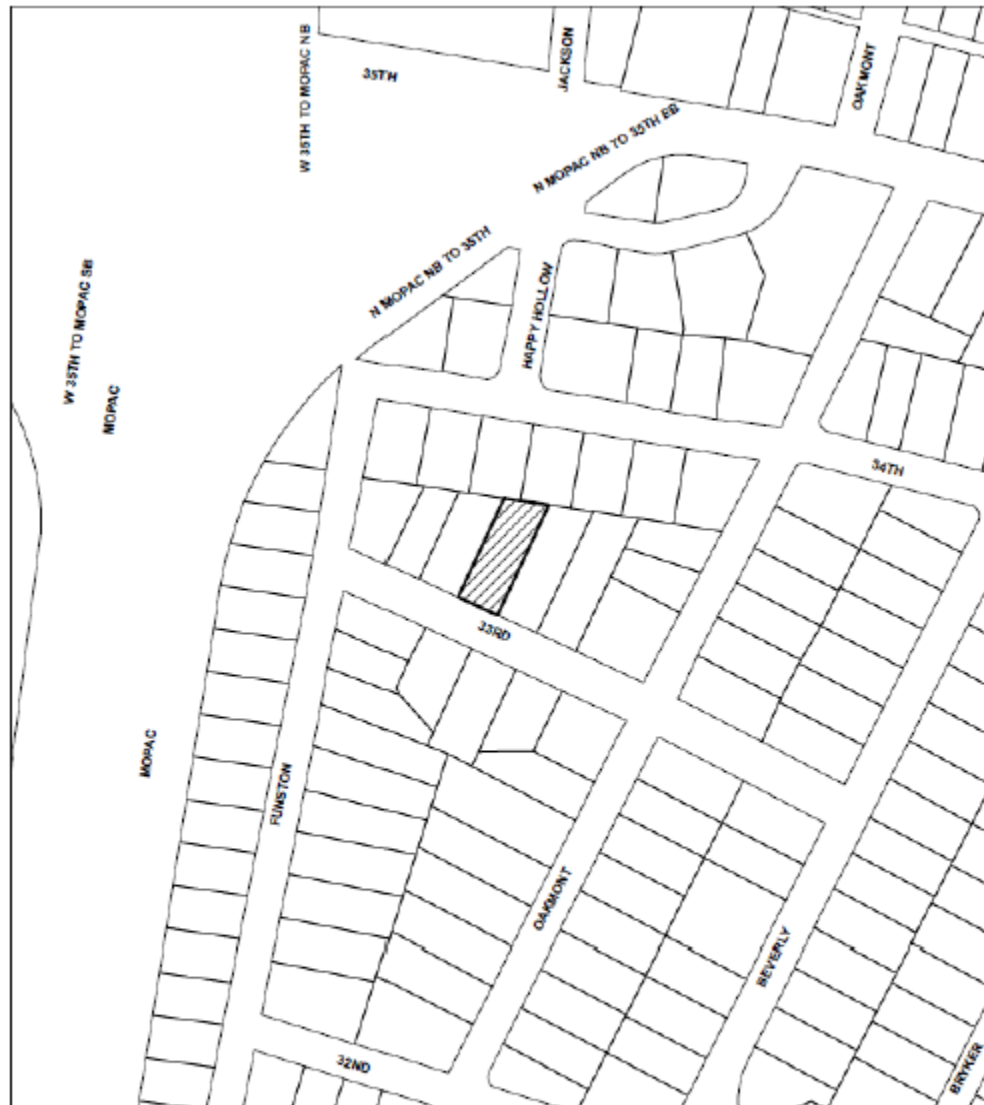 W 35TH TO MOPAC NB
35TH
JACKSON
OAKMONT
N MOPAC NB TO 35TH EB
N MOPAC NB TO 35TH
HAPPY HOLLOW
W 35TH TO MOPAC SB
MOPAC
34TH
33RD
MOPAC
FUNSTON
OAKMONT
BEVERLY
32ND
BRYKER